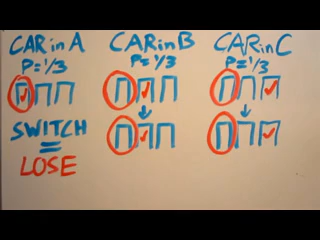 CAR in A
P=1/3
SWITCH
=
LOSE
CAR in B
P=1/3
CAR in C
P=1/3